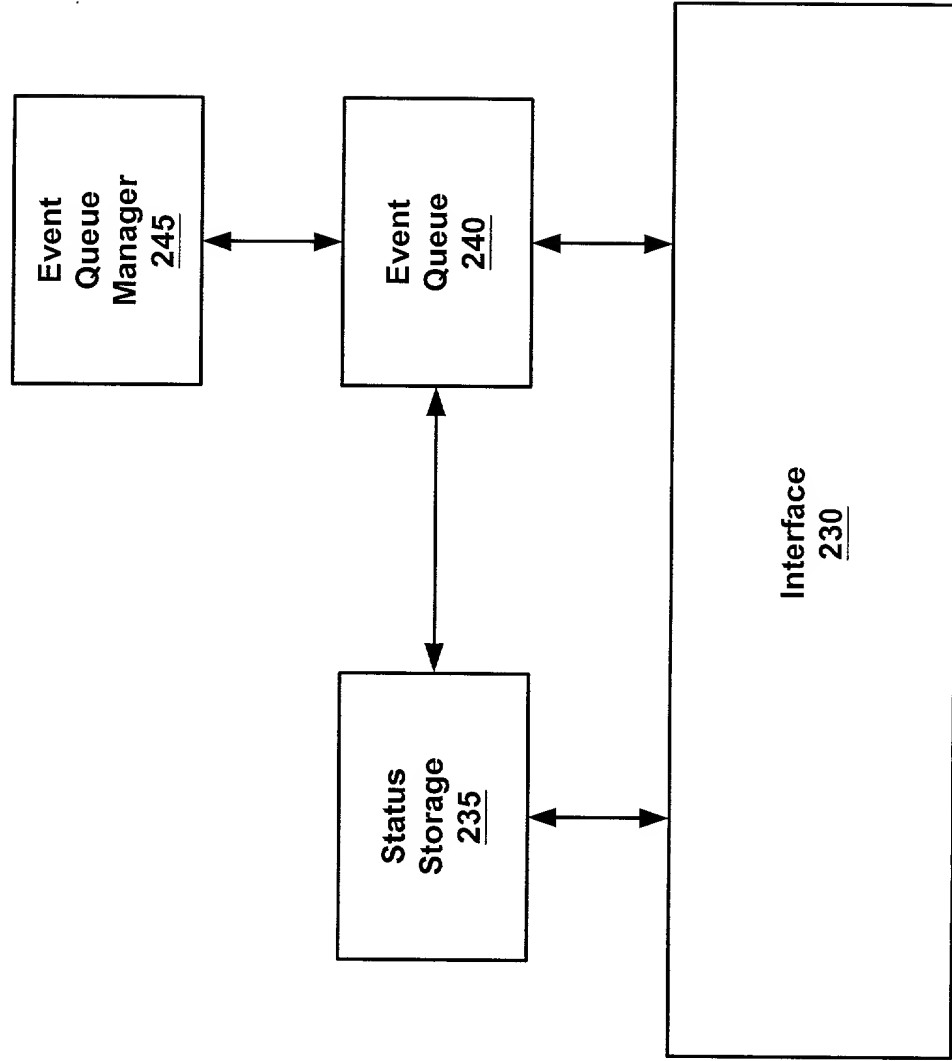 Event
Queue
Manager
245
Event
Queue
240
Status
Storage
235
Interface
230